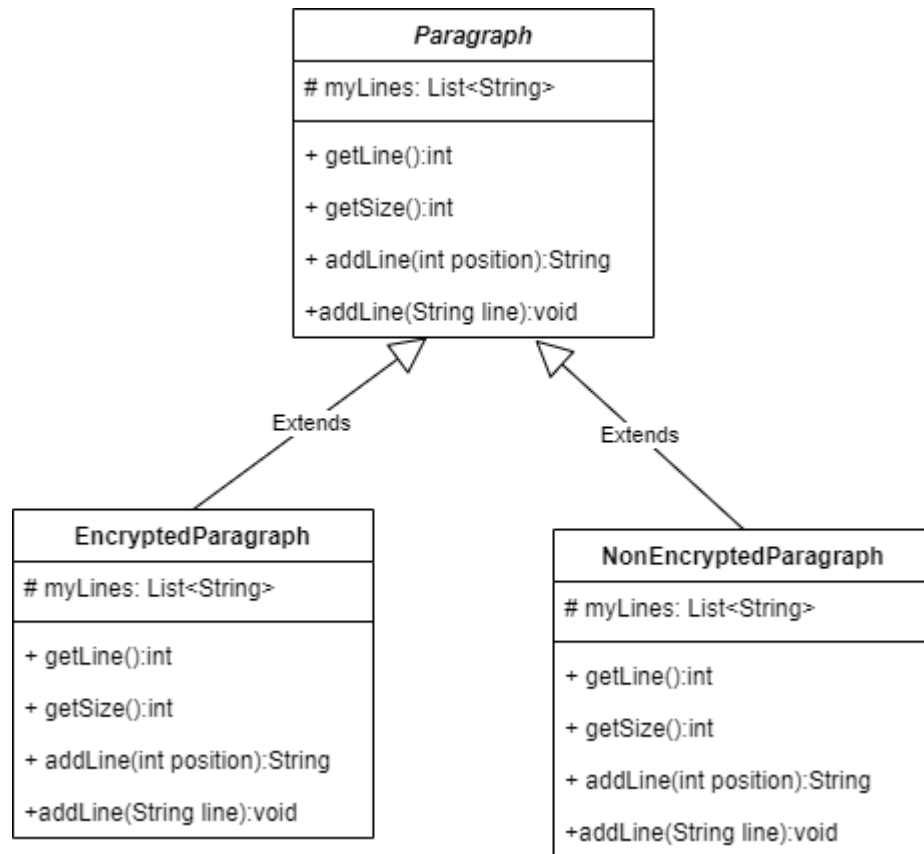 Paragraph
# myLines: List<String>
+ getLine():int
+ getSize():int
+ addLine(int position):String
+addLine(String line):void
Extends
Extends
EncryptedParagraph
# myLines: List<String>
+ getLine():int
+ getSize():int
+ addLine(int position):String
+addLine(String line):void
NonEncryptedParagraph
# myLines: List<String>
+ getLine():int
+ getSize():int
+ addLine(int position):String
+addLine(String line):void